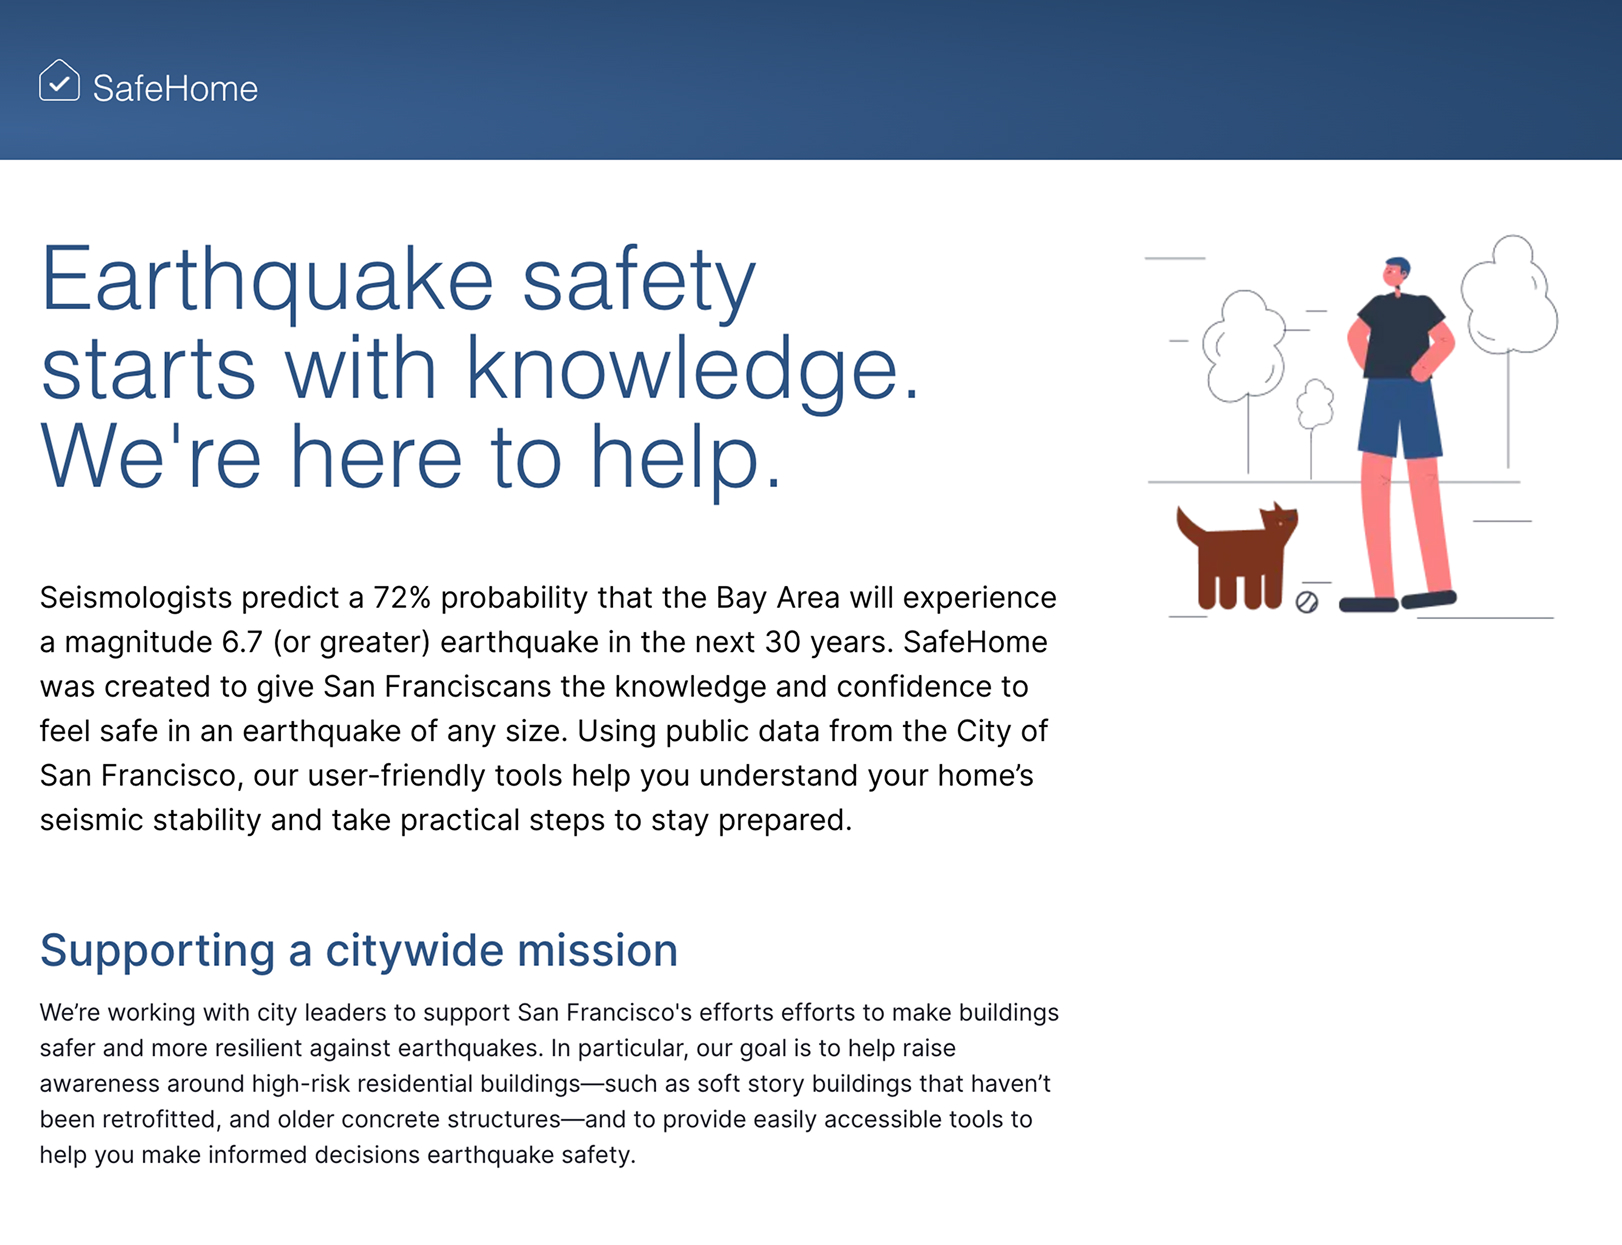 SafeHome
Earthquake safety
starts with knowledge.
We're here to help.
Seismologists predict a 72% probability that the Bay Area will experience
a magnitude 6.7 (or greater) earthquake in the next 30 years. SafeHome
was created to give San Franciscans the knowledge and confidence to
feel safe in an earthquake of any size. Using public data from the City of
San Francisco, our user-friendly tools help you understand your home’s
seismic stability and take practical steps to stay prepared.
Supporting a citywide mission
We’re working with city leaders to support San Francisco's efforts efforts to make buildings
safer and more resilient against earthquakes. In particular, our goal is to help raise
awareness around high-risk residential buildings—such as soft story buildings that haven’t
been retrofitted, and older concrete structures—and to provide easily accessible tools to
help you make informed decisions earthquake safety.